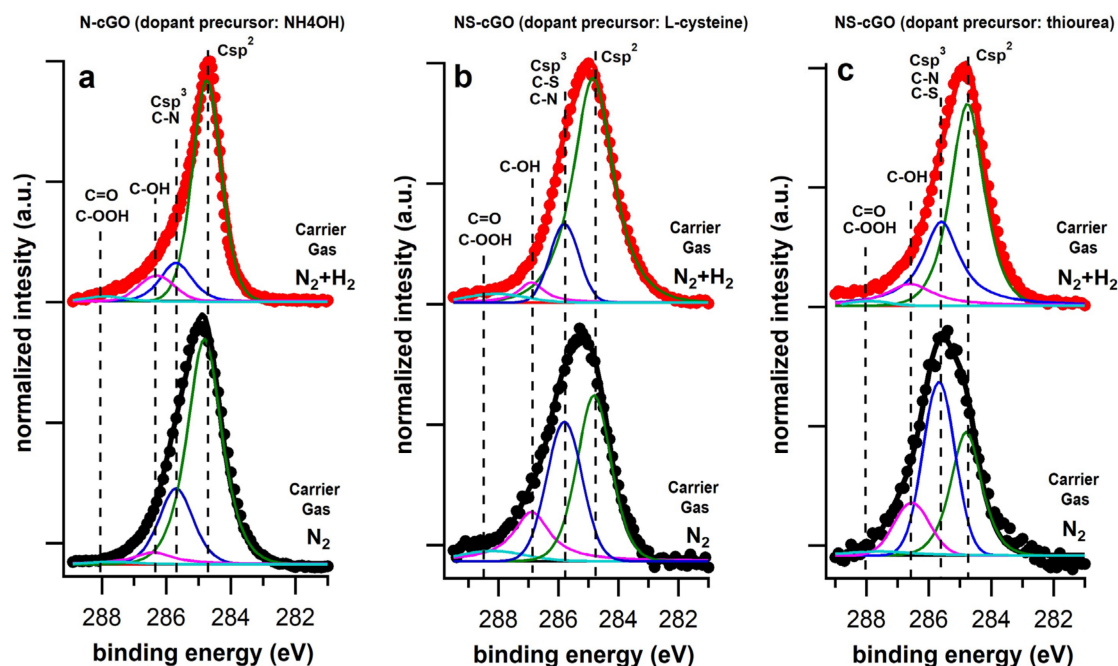 N-cGO (dopant precursor: NH4OH)
a
Csp²
Csp³
C-N
C-OH
C=O
C-OOH
Carrier
Gas
N₂+H₂
Carrier
Gas
N₂
normalized intesity (a.u.)
288
286
284
282
binding energy (eV)
NS-cGO (dopant precursor: L-cysteine)
b
Csp³
C-S
C-N
Csp²
C-OH
C=O
C-OOH
Carrier
Gas
N₂+H₂
Carrier
Gas
N₂
normalized intesity (a.u.)
288
286
284
282
binding energy (eV)
NS-cGO (dopant precursor: thiourea)
c
Csp³
C-N
C-S
Csp²
C-OH
C=O
C-OOH
Carrier
Gas
N₂+H₂
Carrier
Gas
N₂
normalized intesity (a.u.)
288
286
284
282
binding energy (eV)